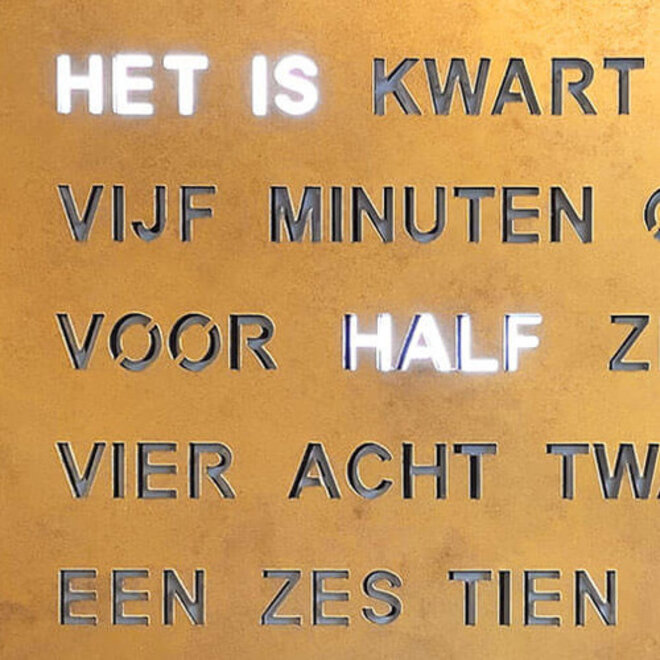 HET IS KWART
VIJF MINUTEN
VOOR HALF
VIER ACHT
EEN ZES TIEN